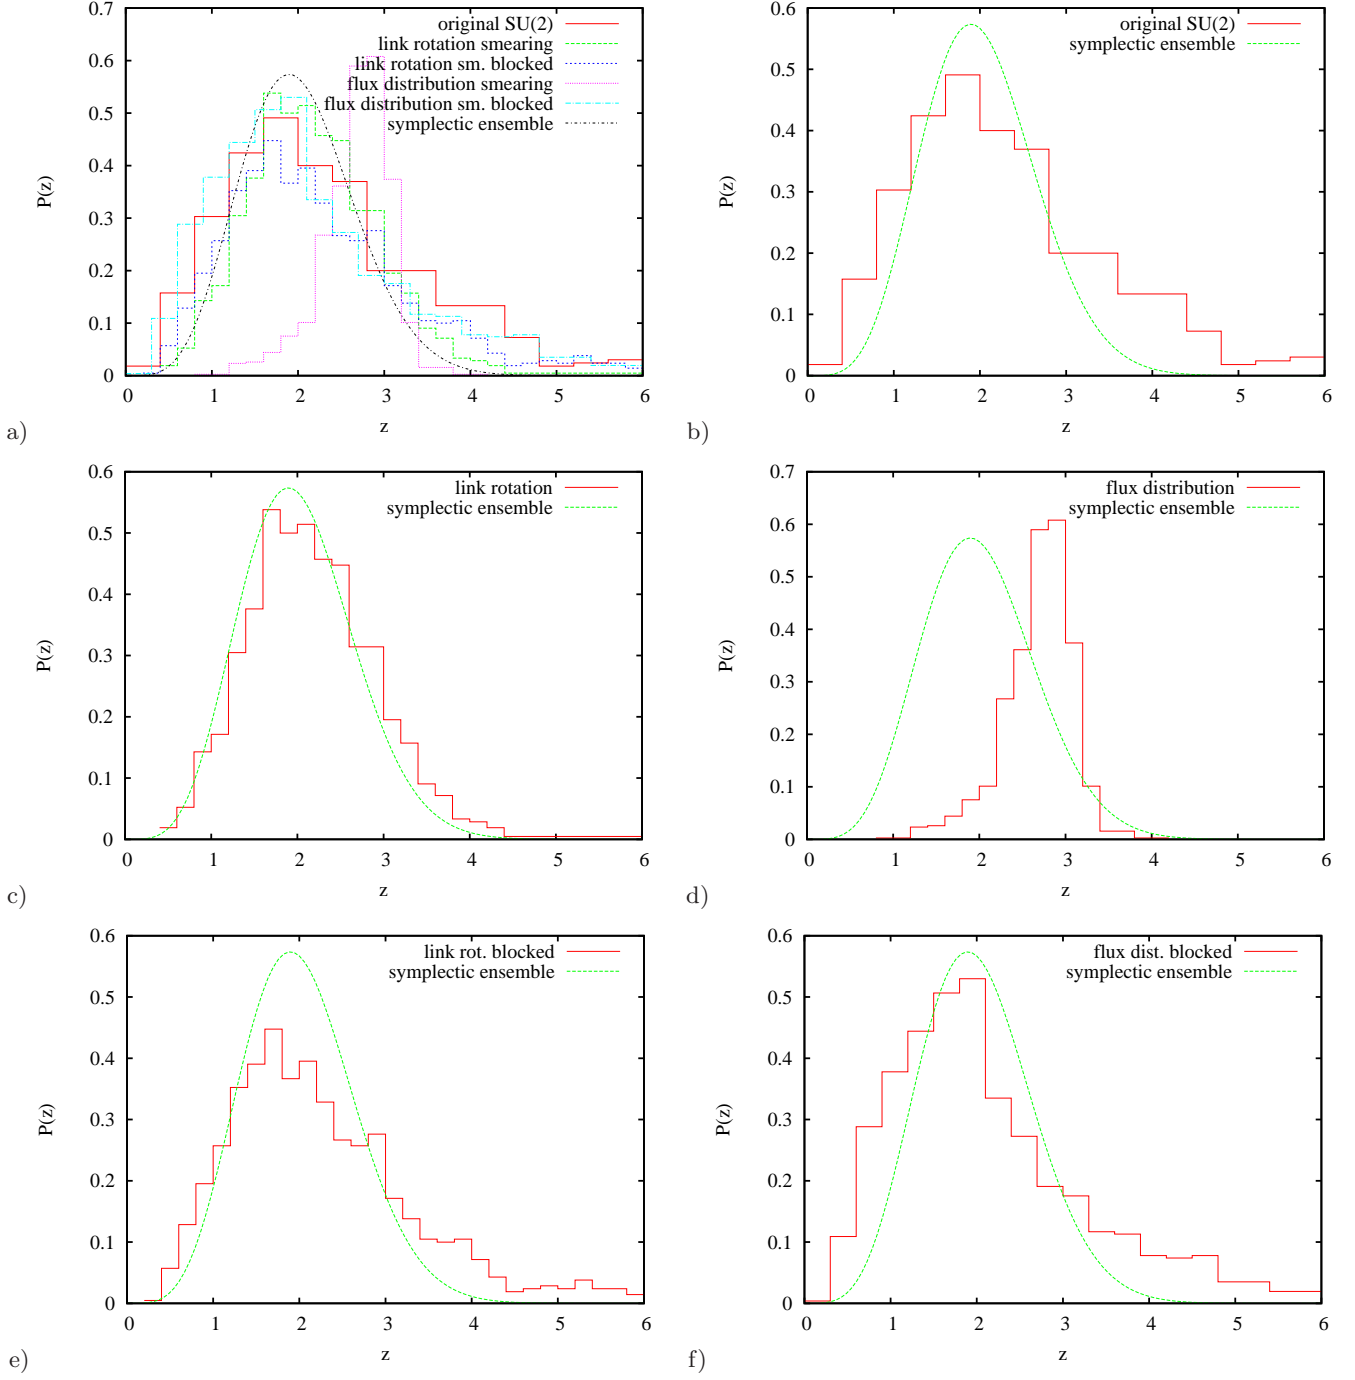 0.7
0.6
0.5
0.4
0.3
0.2
0.1
0
P(z)
original SU(2)
link rotation smearing
link rotation sm. blocked
flux distribution smearing
flux distribution sm. blocked
symplectic ensemble
0 1 2 3 4 5 6
z
a)
0.6
0.5
0.4
0.3
0.2
0.1
0
P(z)
original SU(2)
symplectic ensemble
0 1 2 3 4 5 6
z
b)
0.6
0.5
0.4
0.3
0.2
0.1
0
P(z)
link rotation
symplectic ensemble
0 1 2 3 4 5 6
z
c)
0.7
0.6
0.5
0.4
0.3
0.2
0.1
0
P(z)
flux distribution
symplectic ensemble
0 1 2 3 4 5 6
z
d)
0.6
0.5
0.4
0.3
0.2
0.1
0
P(z)
link rot. blocked
symplectic ensemble
0 1 2 3 4 5 6
z
e)
0.6
0.5
0.4
0.3
0.2
0.1
0
P(z)
flux dist. blocked
symplectic ensemble
0 1 2 3 4 5 6
z
f)